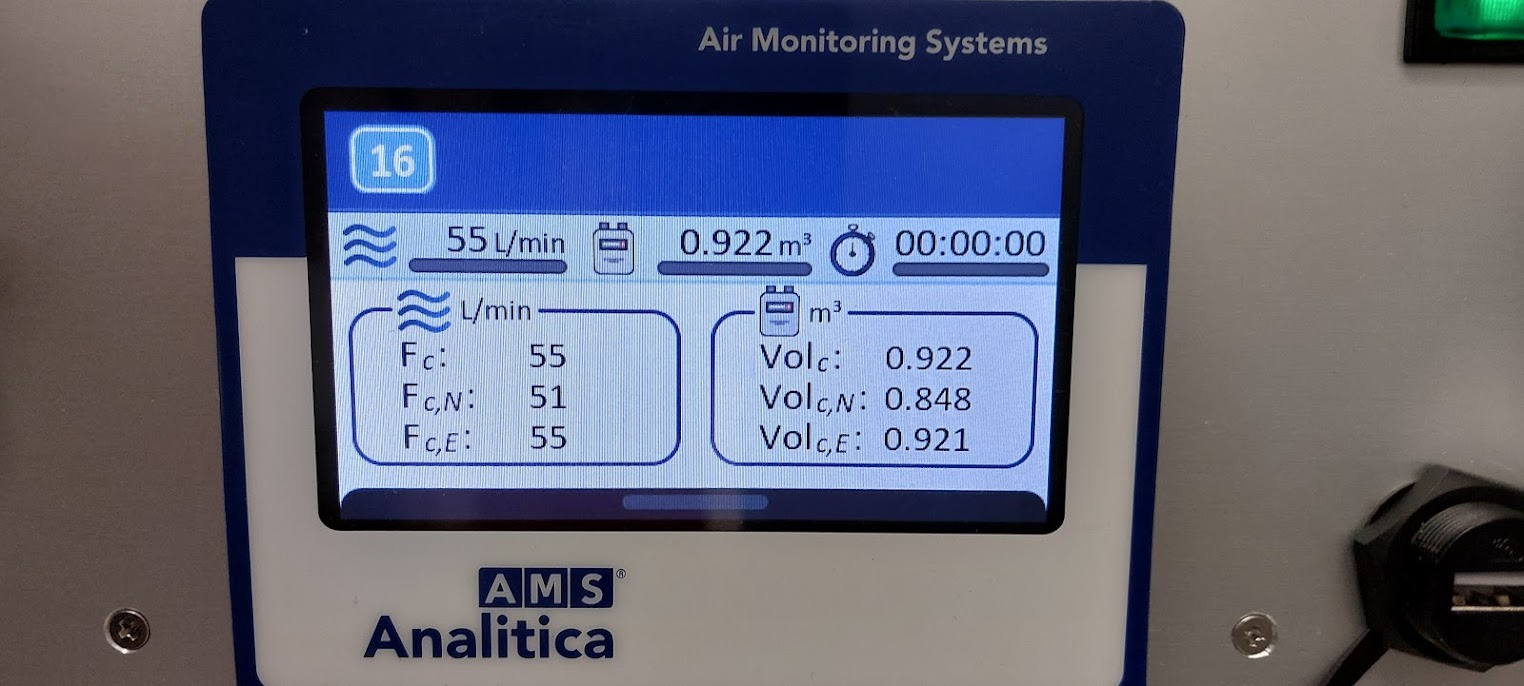 Air Monitoring Systems
16
55 L/min 0.922 m³ 00:00:00
L/min
Fc: 55
Fc,N: 51
Fc,E: 55
m³
Volc: 0.922
Volc,N: 0.848
Volc,E: 0.921
AMS®
Analitica